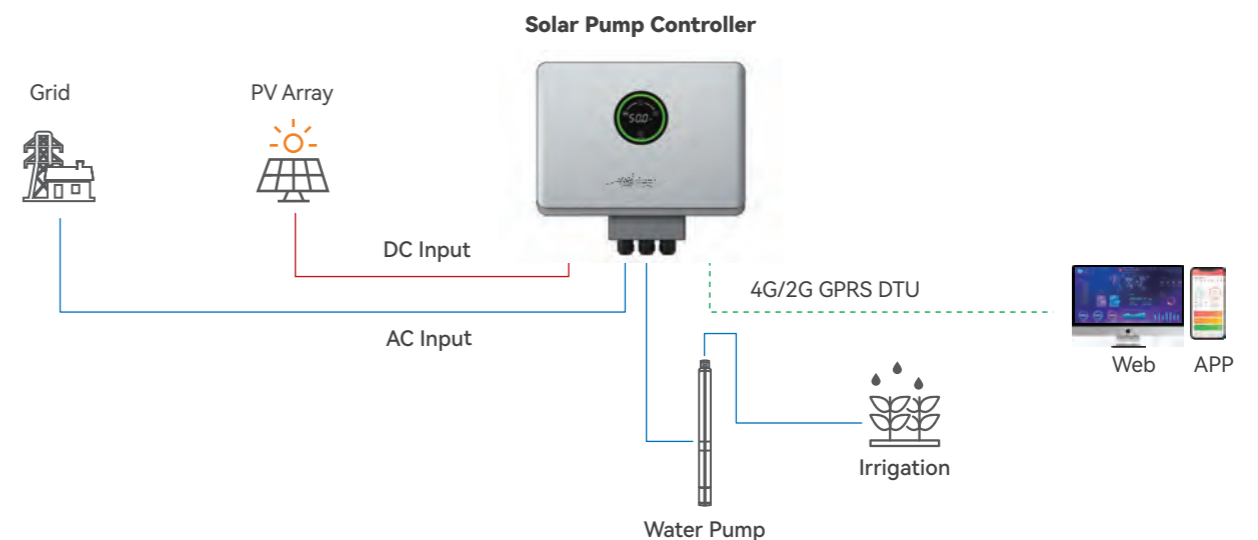 Solar Pump Controller
Grid
PV Array
50.0
DC Input
AC Input
4G/2G GPRS DTU
Web
APP
Irrigation
Water Pump